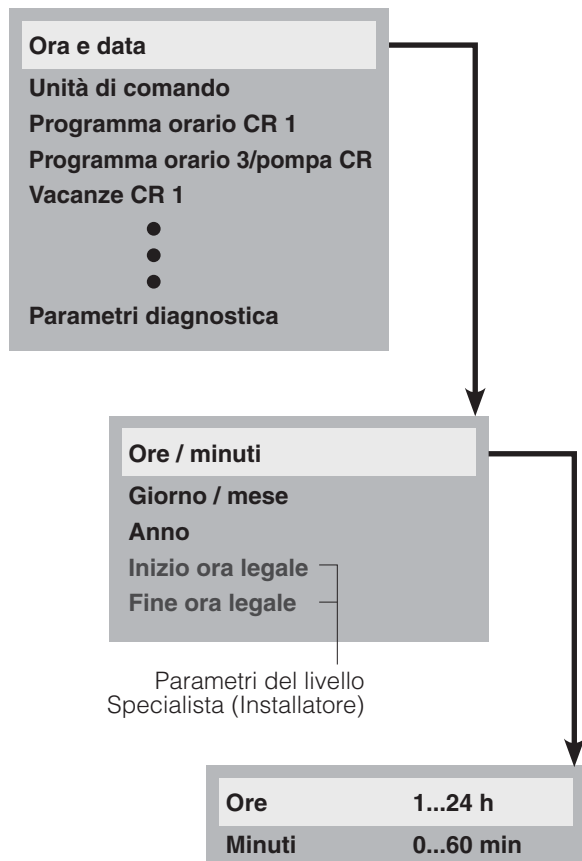 Ora e data
Unità di comando
Programma orario CR 1
Programma orario 3/pompa CR
Vacanze CR 1
Parametri diagnostica
Ore / minuti
Giorno / mese
Anno
Inizio ora legale
Fine ora legale
Parametri del livello
Specialista (Installatore)
Ore 1...24 h
Minuti 0...60 min